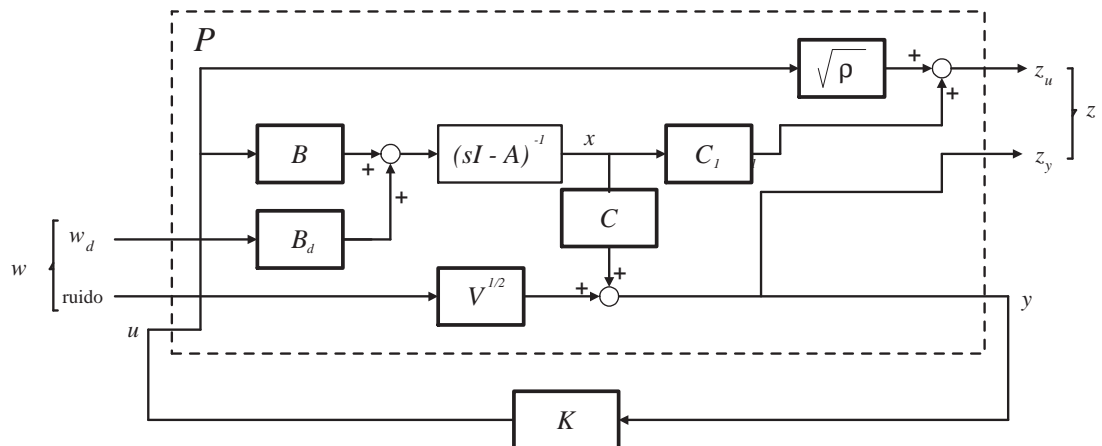 P
√ρ
+
+
z_u
z
B
+
+
(sI - A)^-1
x
C_1
z_y
w_d
B_d
C
w
ruido
V^1/2
+
+
y
u
K